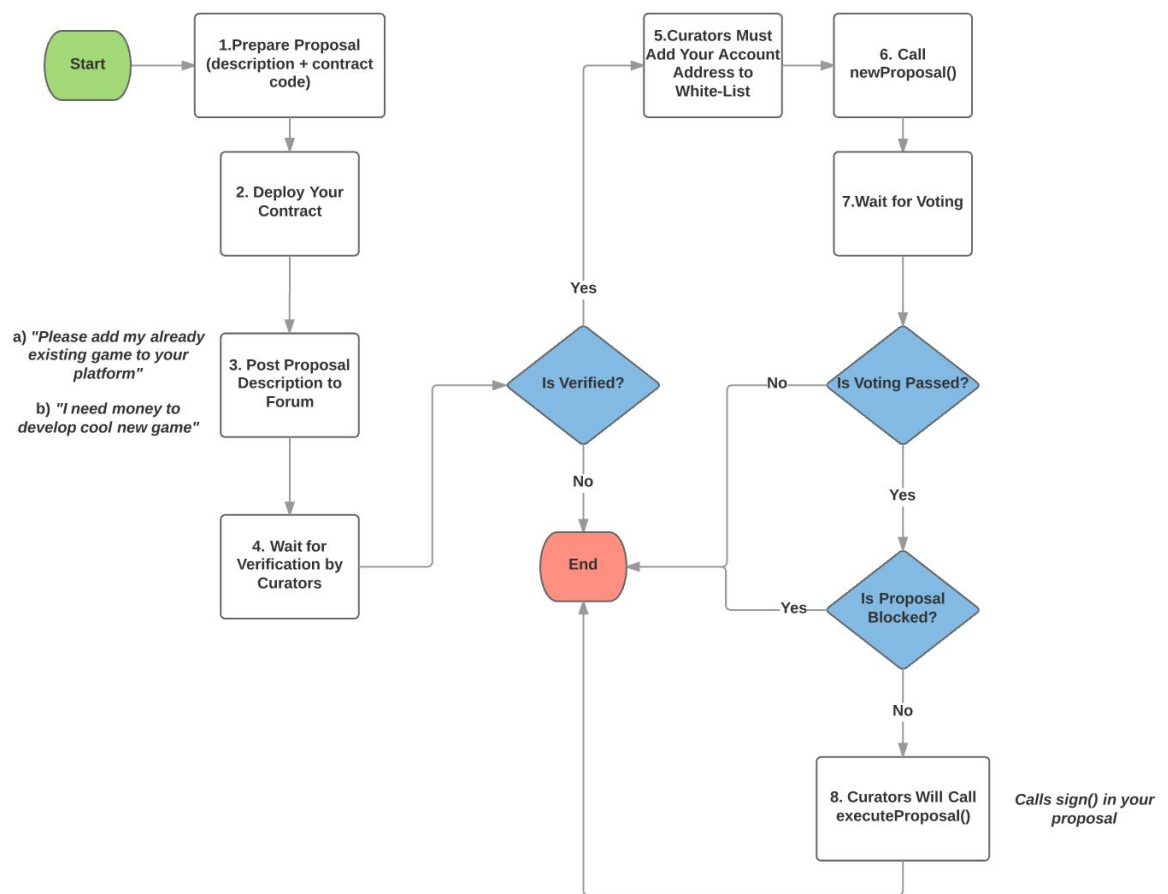 Start
1.Prepare Proposal
(description + contract
code)
2. Deploy Your
Contract
a) "Please add my already
existing game to your
platform"
b) "I need money to
develop cool new game"
3. Post Proposal
Description to
Forum
4. Wait for
Verification by
Curators
Is Verified?
Yes
No
End
5.Curators Must
Add Your Account
Address to
White-List
6. Call
newProposal()
7.Wait for Voting
Is Voting Passed?
No
Yes
Is Proposal
Blocked?
Yes
No
8. Curators Will Call
executeProposal()
Calls sign() in your
proposal